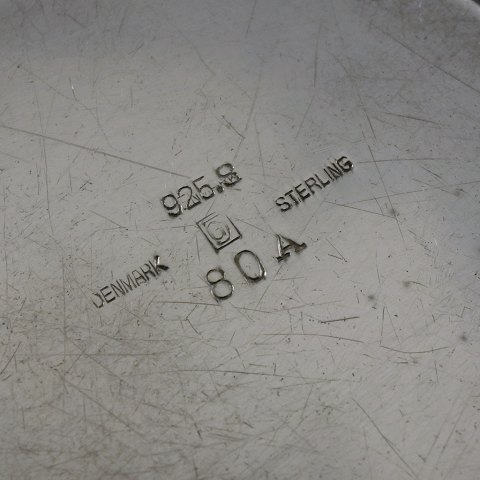 925.S
STERLING
G
DENMARK
80A